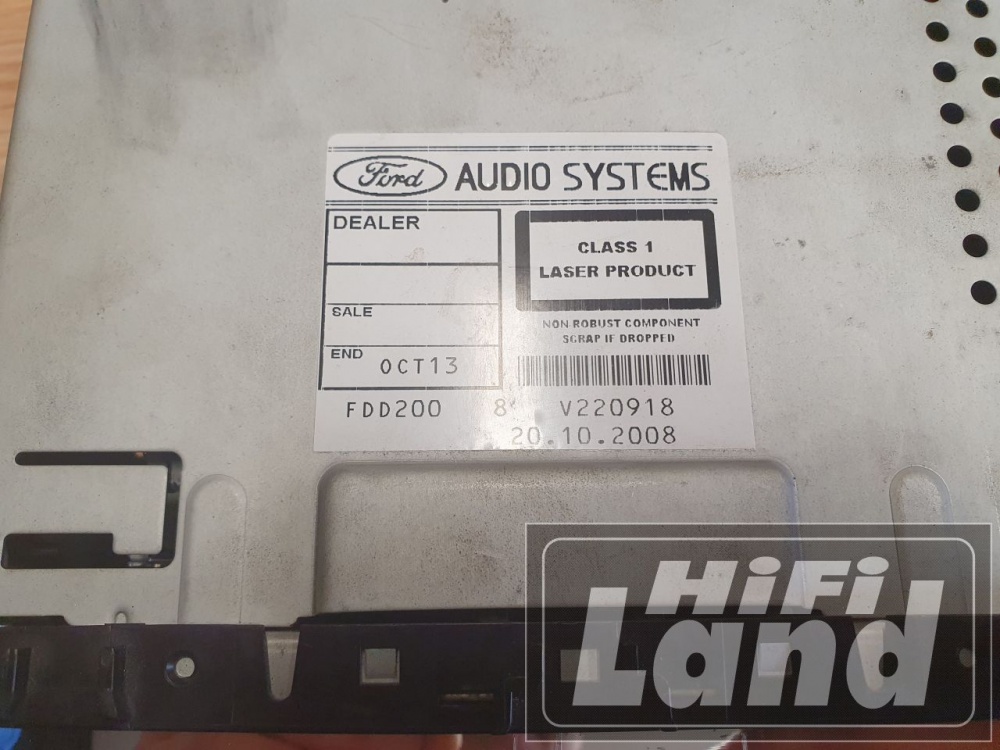 Ford AUDIO SYSTEMS
DEALER
CLASS 1
LASER PRODUCT
SALE
NON ROBUST COMPONENT
SCRAP IF DROPPED
END OCT13
FDD200 8 V220918
20.10.2008
HiFi
Land